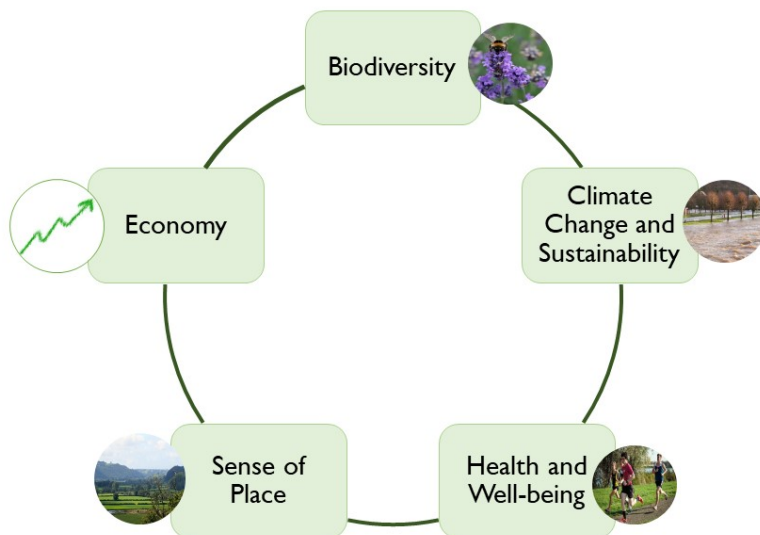 Biodiversity
Climate
Change and
Sustainability
Health and
Well-being
Sense of
Place
Economy